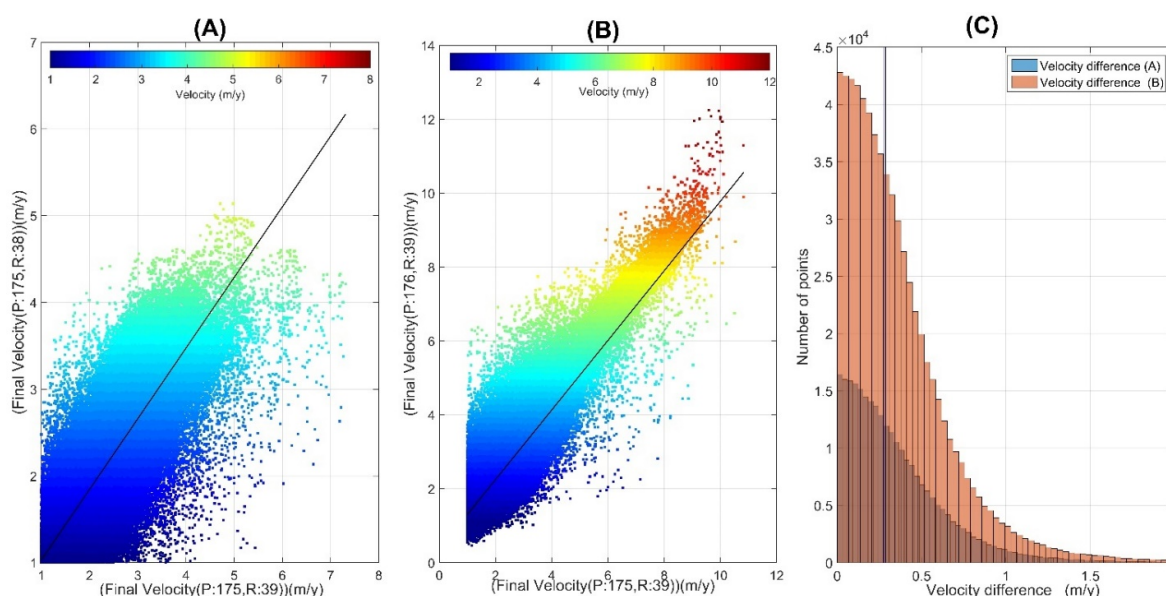 (A)
7
6
5
4
3
2
1
1 2 3 4 5 6 7 8
Velocity (m/y)
(Final Velocity(P:175,R:38))(m/y)
1 2 3 4 5 6 7 8
(Final Velocity(P:175,R:39))(m/y)
(B)
14
12
10
8
6
4
2
0
2 4 6 8 10 12
Velocity (m/y)
(Final Velocity(P:176,R:39))(m/y)
0 2 4 6 8 10 12
(Final Velocity(P:175,R:39))(m/y)
(C)
×10⁴
4.5
4
3.5
3
2.5
2
1.5
1
0.5
0
Velocity difference (A)
Velocity difference (B)
Number of points
0 0.5 1 1.5
Velocity difference (m/y)